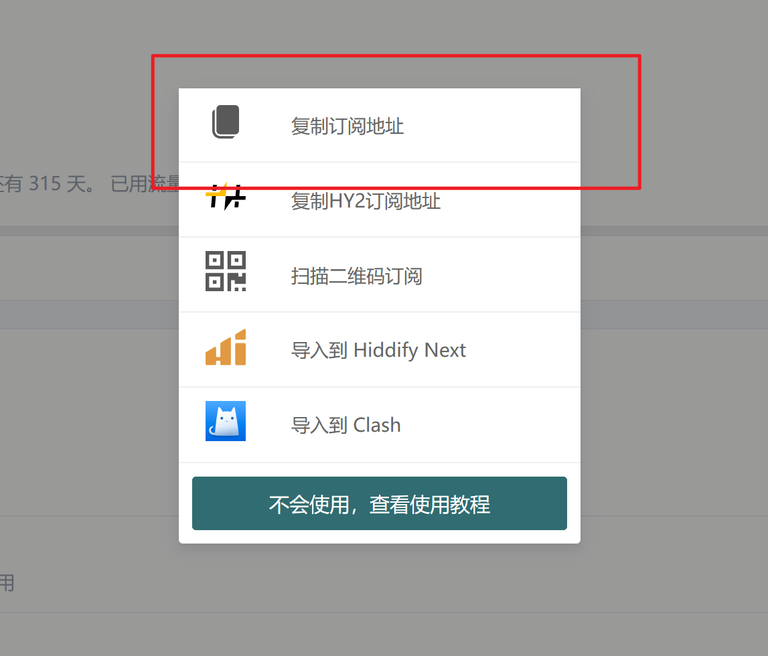 复制订阅地址
还有 315 天。 已用流量
复制HY2订阅地址
扫描二维码订阅
导入到 Hiddify Next
导入到 Clash
不会使用，查看使用教程
用